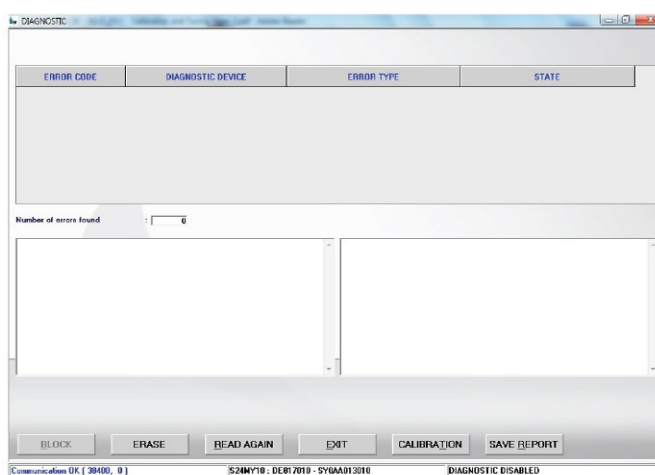 DIAGNOSTIC
ERROR CODE DIAGNOSTIC DEVICE ERROR TYPE STATE
Number of errors found : 0
BLOCK ERASE READ AGAIN EXIT CALIBRATION SAVE REPORT
Communication OK [ 38400, 0 ] S24MY10 : DE817010 - SYGAA013010 DIAGNOSTIC DISABLED